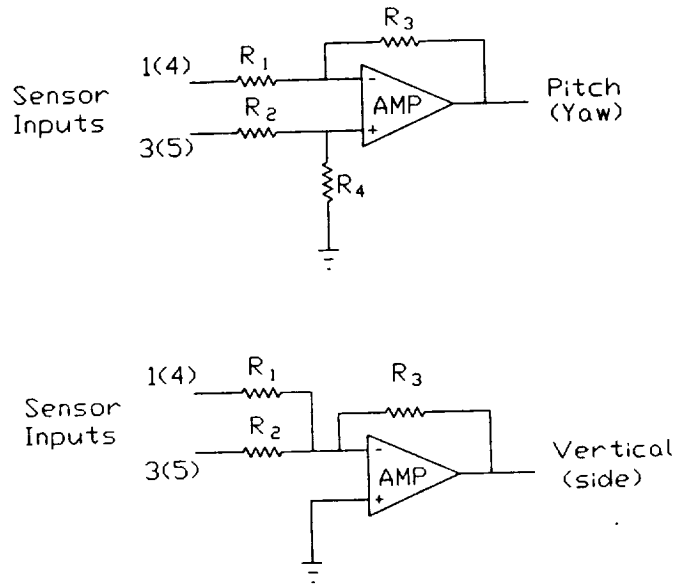 R3
1(4)
R1
Sensor
Inputs
R2
3(5)
-
AMP
+
Pitch
(Yaw)
R4
1(4)
R1
R3
Sensor
Inputs
R2
3(5)
-
AMP
+
Vertical
(side)